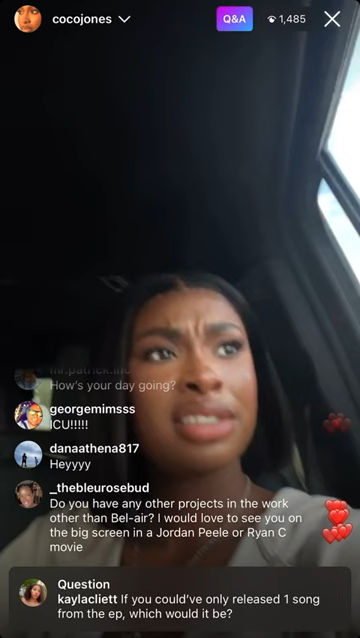 cocojones
Q&A
1,485
How's your day going?
georgemimsss
ICU!!!!!
danaathena817
Heyyyy
_thebleurosebud
Do you have any other projects in the work
other than Bel-air? I would love to see you on
the big screen in a Jordan Peele or Ryan C
movie
Question
kaylacliett If you could've only released 1 song
from the ep, which would it be?